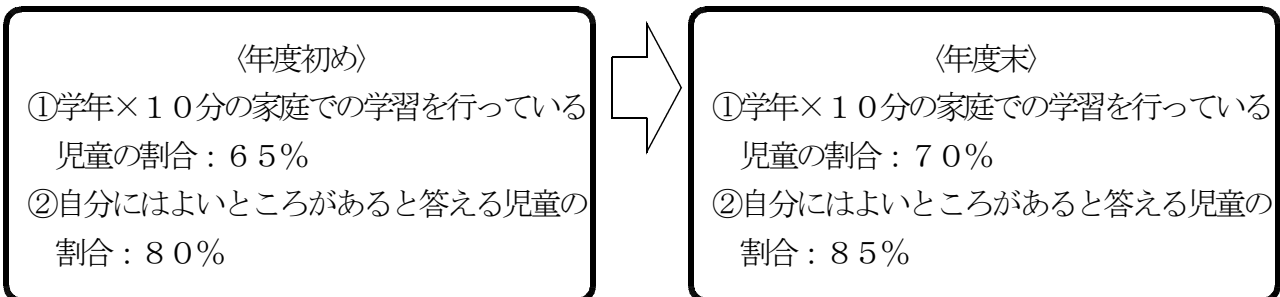 〈年度初め〉
①学年×１０分の家庭での学習を行っている
児童の割合：６５％
②自分にはよいところがあると答える児童の
割合：８０％
〈年度末〉
①学年×１０分の家庭での学習を行っている
児童の割合：７０％
②自分にはよいところがあると答える児童の
割合：８５％